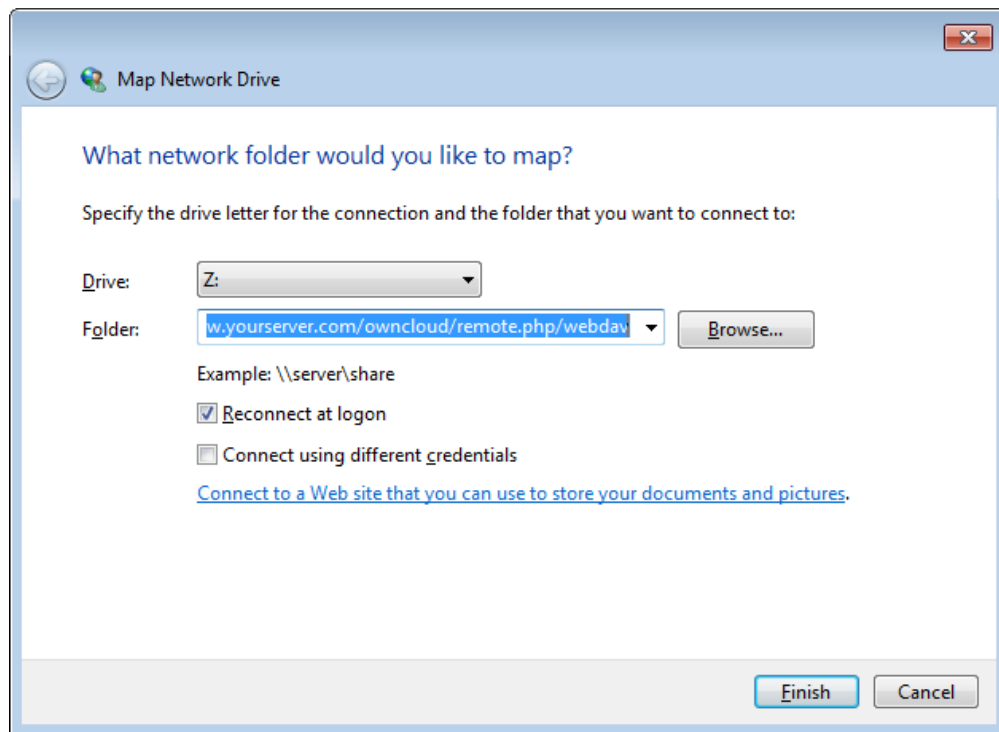 Map Network Drive
What network folder would you like to map?
Specify the drive letter for the connection and the folder that you want to connect to:
Drive: Z:
Folder: w.yourserver.com/owncloud/remote.php/webdav Browse...
Example: \\server\share
Reconnect at logon
Connect using different credentials
Connect to a Web site that you can use to store your documents and pictures.
Finish Cancel